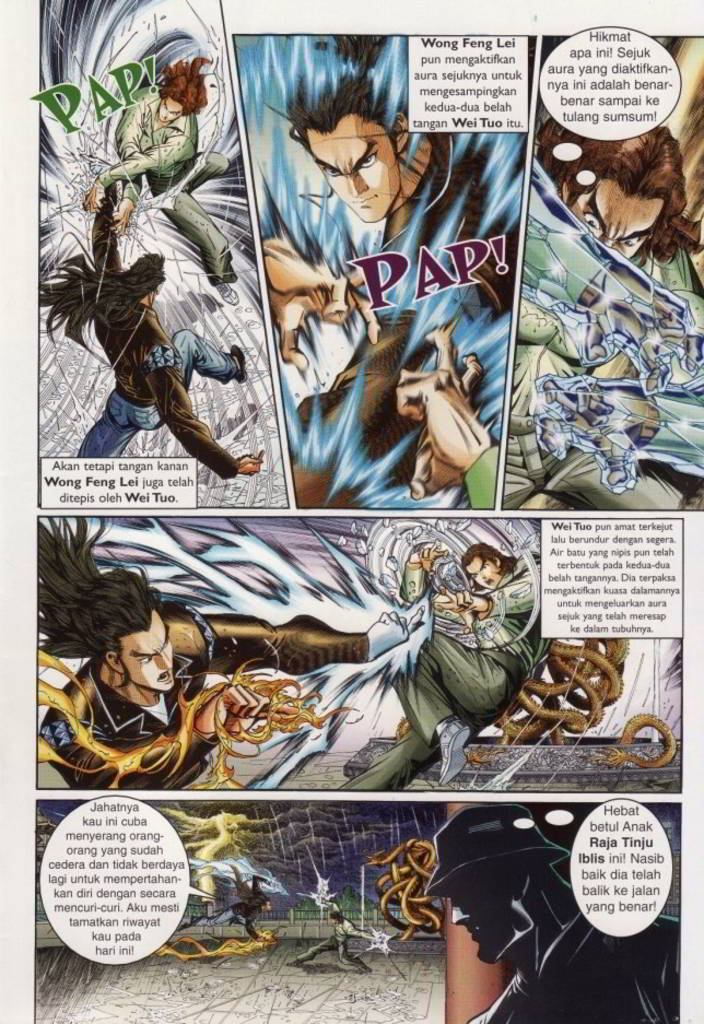 PAP!
Akan tetapi tangan kanan
Wong Feng Lei juga telah
ditepis oleh Wei Tuo.
Wong Feng Lei
pun mengaktifkan
aura sejuknya untuk
mengesampingkan
kedua-dua belah
tangan Wei Tuo itu.
PAP!
Hikmat
apa ini! Sejuk
aura yang diaktifkan-
nya ini adalah benar-
benar sampai ke
tulang sumsum!
Wei Tuo pun amat terkejut
lalu berundur dengan segera.
Air batu yang nipis pun telah
terbentuk pada kedua-dua
belah tangannya. Dia terpaksa
mengaktifkan kuasa dalamannya
untuk mengeluarkan aura
sejuk yang telah meresap
ke dalam tubuhnya.
Jahatnya
kau ini cuba
menyerang orang-
orang yang sudah
cedera dan tidak berdaya
lagi untuk mempertahan-
kan diri dengan secara
mencuri-curi. Aku mesti
tamatkan riwayat
kau pada
hari ini!
Hebat
betul Anak
Raja Tinju
Iblis ini! Nasib
baik dia telah
balik ke jalan
yang benar!